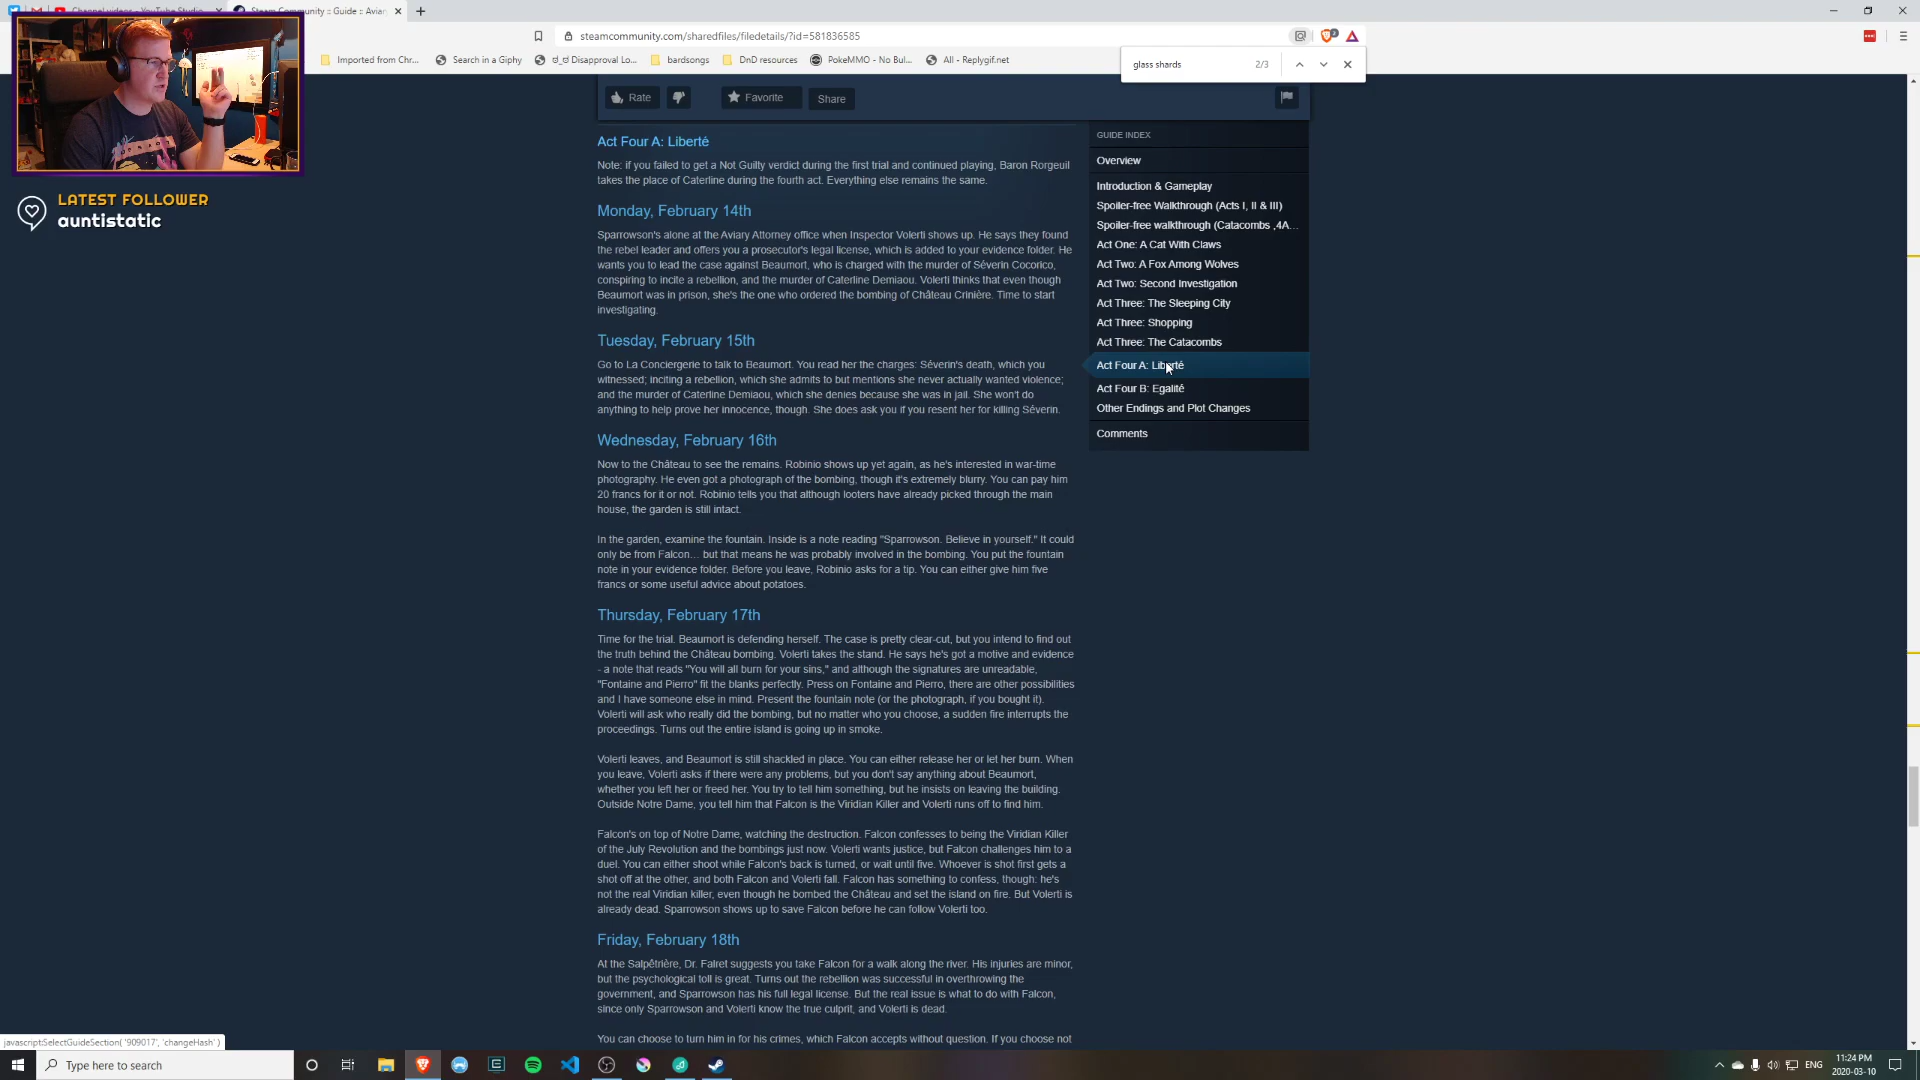 Channel videos - YouTube Studio
Steam Community :: Guide :: Aviar
steamcommunity.com/sharedfiles/filedetails/?id=581836585
Imported from Chr...
Search in a Giphy
ಠ_ಠ Disapproval Lo...
bardsongs
DnD resources
PokeMMO - No Bul...
All - Replygif.net
glass shards
2/3
LATEST FOLLOWER
auntistatic
Rate
Favorite
Share
Act Four A: Liberté
Note: if you failed to get a Not Guilty verdict during the first trial and continued playing, Baron Rorgeuil
takes the place of Caterline during the fourth act. Everything else remains the same.
Monday, February 14th
Sparrowson's alone at the Aviary Attorney office when Inspector Volerti shows up. He says they found
the rebel leader and offers you a prosecutor's legal license, which is added to your evidence folder. He
wants you to lead the case against Beaumort, who is charged with the murder of Séverin Cocorico,
conspiring to incite a rebellion, and the murder of Caterline Demiaou. Volerti thinks that even though
Beaumort was in prison, she's the one who ordered the bombing of Château Crinière. Time to start
investigating.
Tuesday, February 15th
Go to La Conciergerie to talk to Beaumort. You read her the charges: Séverin's death, which you
witnessed; inciting a rebellion, which she admits to but mentions she never actually wanted violence;
and the murder of Caterline Demiaou, which she denies because she was in jail. She won't do
anything to help prove her innocence, though. She does ask you if you resent her for killing Séverin.
Wednesday, February 16th
Now to the Château to see the remains. Robinio shows up yet again, as he's interested in war-time
photography. He even got a photograph of the bombing, though it's extremely blurry. You can pay him
20 francs for it or not. Robinio tells you that although looters have already picked through the main
house, the garden is still intact.
In the garden, examine the fountain. Inside is a note reading "Sparrowson. Believe in yourself." It could
only be from Falcon... but that means he was probably involved in the bombing. You put the fountain
note in your evidence folder. Before you leave, Robinio asks for a tip. You can either give him five
francs or some useful advice about potatoes.
Thursday, February 17th
Time for the trial. Beaumort is defending herself. The case is pretty clear-cut, but you intend to find out
the truth behind the Château bombing. Volerti takes the stand. He says he's got a motive and evidence
- a note that reads "You will all burn for your sins," and although the signatures are unreadable,
"Fontaine and Pierro" fit the blanks perfectly. Press on Fontaine and Pierro, there are other possibilities
and I have someone else in mind. Present the fountain note (or the photograph, if you bought it).
Volerti will ask who really did the bombing, but no matter who you choose, a sudden fire interrupts the
proceedings. Turns out the entire island is going up in smoke.
Volerti leaves, and Beaumort is still shackled in place. You can either release her or let her burn. When
you leave, Volerti asks if there were any problems, but you don't say anything about Beaumort,
whether you left her or freed her. You try to tell him something, but he insists on leaving the building.
Outside Notre Dame, you tell him that Falcon is the Viridian Killer and Volerti runs off to find him.
Falcon's on top of Notre Dame, watching the destruction. Falcon confesses to being the Viridian Killer
of the July Revolution and the bombings just now. Volerti wants justice, but Falcon challenges him to a
duel. You can either shoot while Falcon's back is turned, or wait until five. Whoever is shot first gets a
shot off at the other, and both Falcon and Volerti fall. Falcon has something to confess, though: he's
not the real Viridian killer, even though he bombed the Château and set the island on fire. But Volerti is
already dead. Sparrowson shows up to save Falcon before he can follow Volerti too.
Friday, February 18th
At the Salpêtrière, Dr. Falret suggests you take Falcon for a walk along the river. His injuries are minor,
but the psychological toll is great. Turns out the rebellion was successful in overthrowing the
government, and Sparrowson has his full legal license. But the real issue is what to do with Falcon,
since only Sparrowson and Volerti know the true culprit, and Volerti is dead.
You can choose to turn him in for his crimes, which Falcon accepts without question. If you choose not
GUIDE INDEX
Overview
Introduction & Gameplay
Spoiler-free Walkthrough (Acts I, II & III)
Spoiler-free walkthrough (Catacombs ,4A...
Act One: A Cat With Claws
Act Two: A Fox Among Wolves
Act Two: Second Investigation
Act Three: The Sleeping City
Act Three: Shopping
Act Three: The Catacombs
Act Four A: Liberté
Act Four B: Egalité
Other Endings and Plot Changes
Comments
javascript:SelectGuideSection( '909017', 'changeHash' )
Type here to search
ENG
11:24 PM
2020-03-10